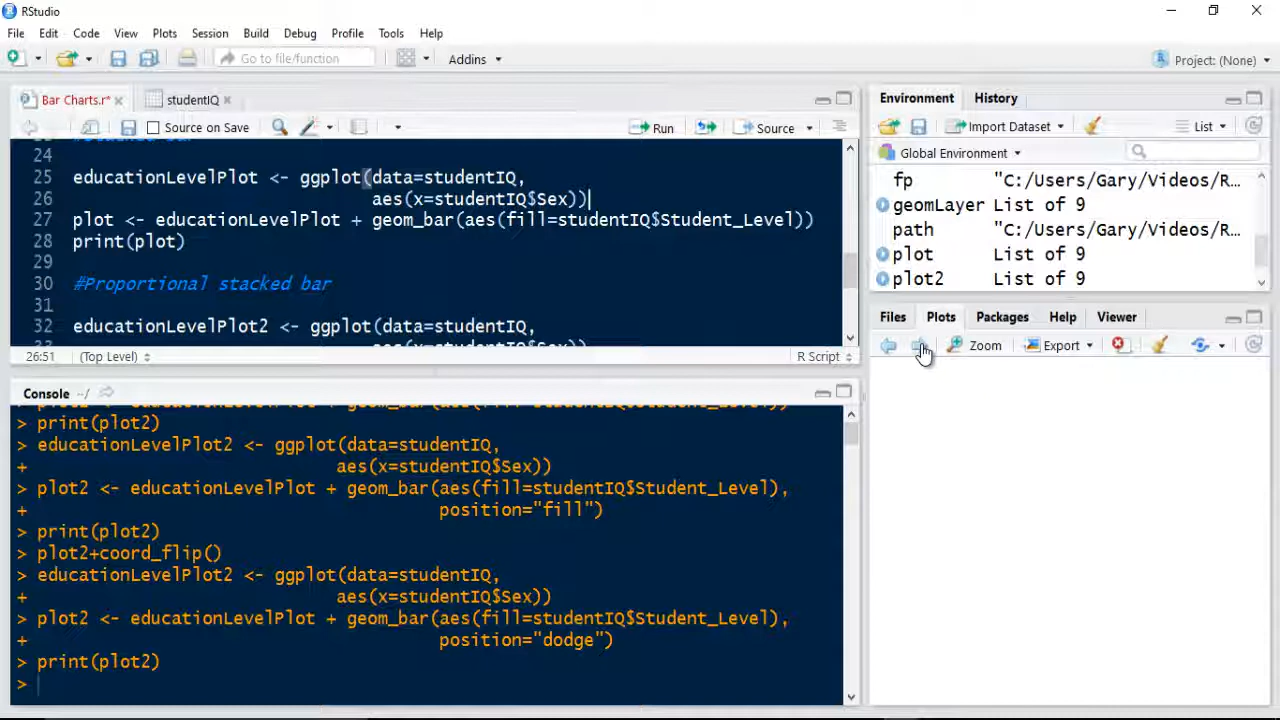 RStudio
File Edit Code View Plots Session Build Debug Profile Tools Help
Go to file/function Addins Project: (None)
Bar Charts.r* studentIQ
Source on Save Run Source
24
25 educationLevelPlot <- ggplot(data=studentIQ,
26 aes(x=studentIQ$Sex))
27 plot <- educationLevelPlot + geom_bar(aes(fill=studentIQ$Student_Level))
28 print(plot)
29
30 #Proportional stacked bar
31
32 educationLevelPlot2 <- ggplot(data=studentIQ,
26:51 (Top Level) R Script
Console ~/
> print(plot2)
> educationLevelPlot2 <- ggplot(data=studentIQ,
+ aes(x=studentIQ$Sex))
> plot2 <- educationLevelPlot + geom_bar(aes(fill=studentIQ$Student_Level),
+ position="fill")
> print(plot2)
> plot2+coord_flip()
> educationLevelPlot2 <- ggplot(data=studentIQ,
+ aes(x=studentIQ$Sex))
> plot2 <- educationLevelPlot + geom_bar(aes(fill=studentIQ$Student_Level),
+ position="dodge")
> print(plot2)
>
Environment History
Import Dataset List
Global Environment
fp "C:/Users/Gary/Videos/R...
geomLayer List of 9
path "C:/Users/Gary/Videos/R...
plot List of 9
plot2 List of 9
Files Plots Packages Help Viewer
Zoom Export